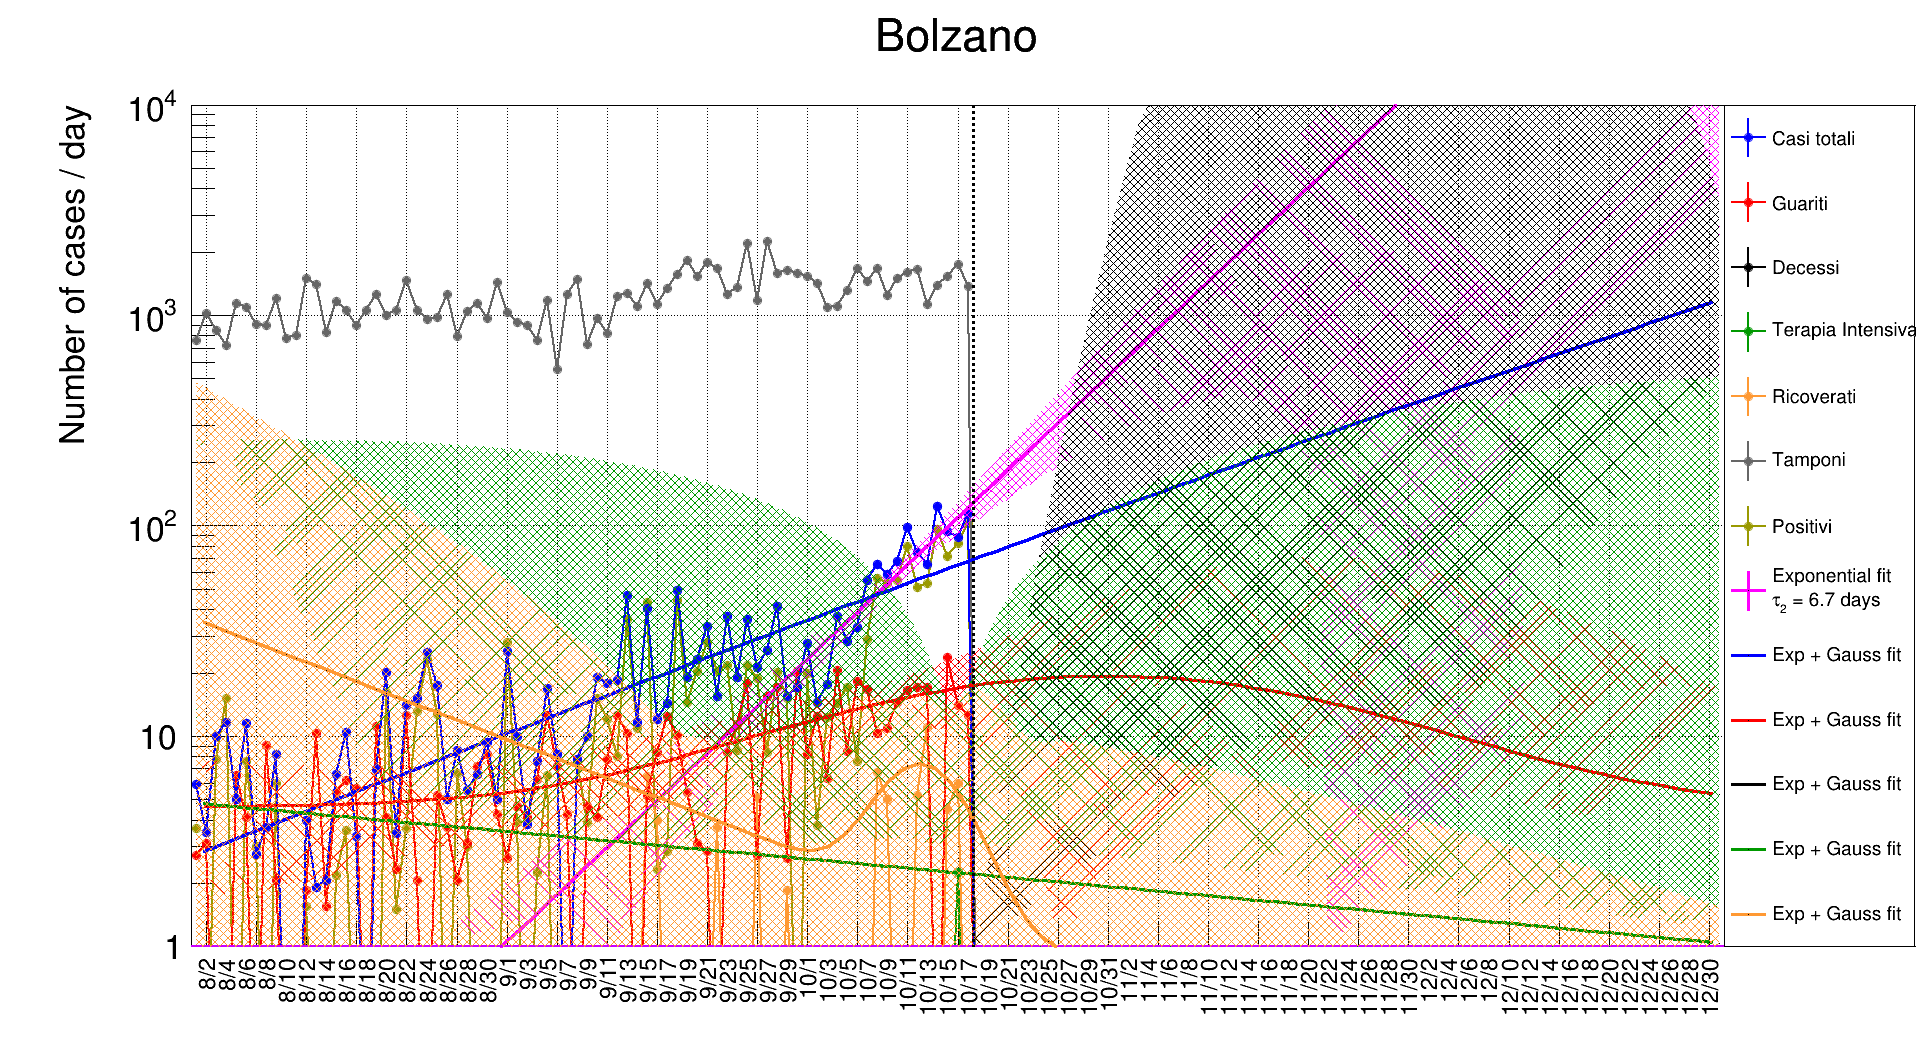 Bolzano
Number of cases / day
10⁴
10³
10²
10
1
8/2 8/4 8/6 8/8 8/10 8/12 8/14 8/16 8/18 8/20 8/22 8/24 8/26 8/28 8/30 9/1 9/3 9/5 9/7 9/9 9/11 9/13 9/15 9/17 9/19 9/21 9/23 9/25 9/27 9/29 10/1 10/3 10/5 10/7 10/9 10/11 10/13 10/15 10/17 10/19 10/21 10/23 10/25 10/27 10/29 10/31 11/2 11/4 11/6 11/8 11/10 11/12 11/14 11/16 11/18 11/20 11/22 11/24 11/26 11/28 11/30 12/2 12/4 12/6 12/8 12/10 12/12 12/14 12/16 12/18 12/20 12/22 12/24 12/26 12/28 12/30
Casi totali
Guariti
Decessi
Terapia Intensiva
Ricoverati
Tamponi
Positivi
Exponential fit
τ₂ = 6.7 days
Exp + Gauss fit
Exp + Gauss fit
Exp + Gauss fit
Exp + Gauss fit
Exp + Gauss fit